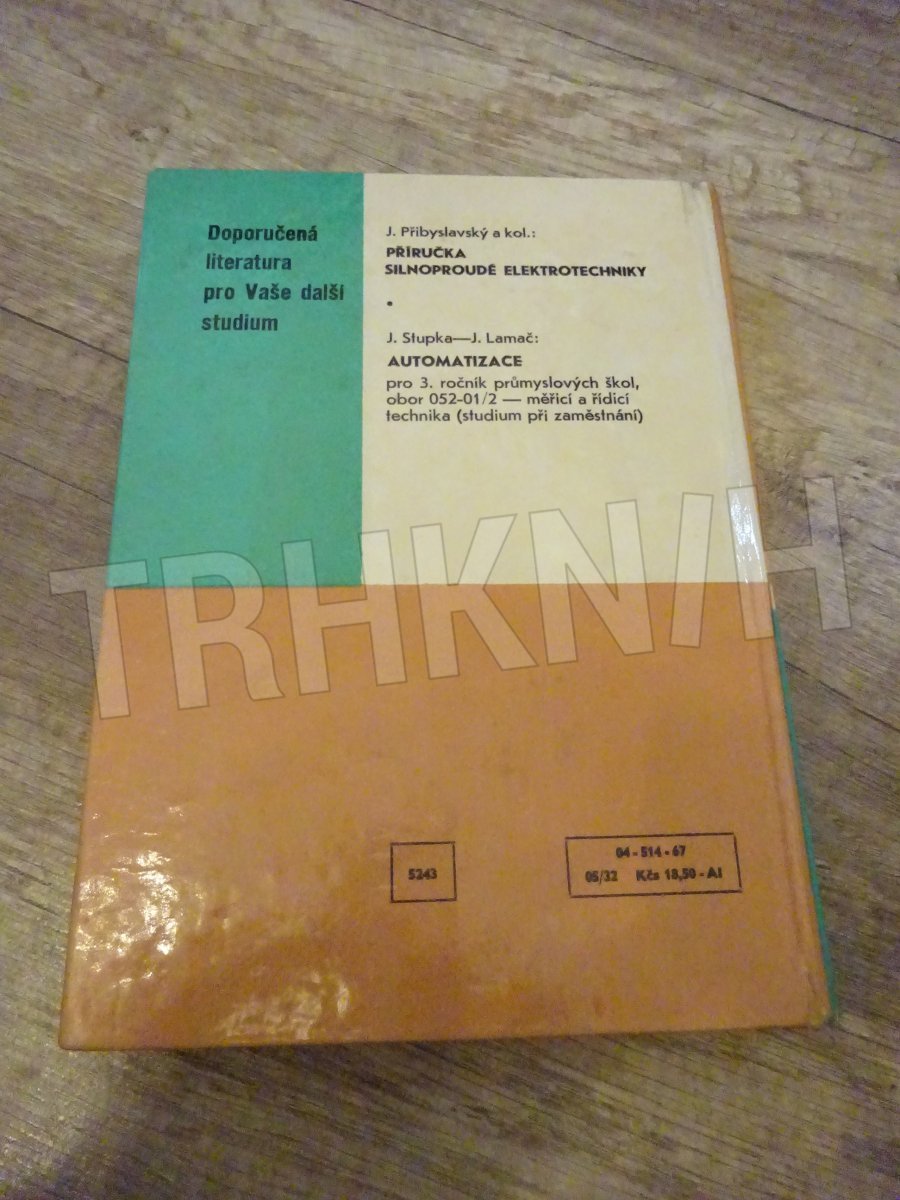 Doporučená
literatura
pro Vaše další
studium
J. Přibyslavský a kol.:
PŘÍRUČKA
SILNOPROUDÉ ELEKTROTECHNIKY
•
J. Stupka—J. Lamač:
AUTOMATIZACE
pro 3. ročník průmyslových škol,
obor 052-01/2 — měřicí a řídicí
technika (studium při zaměstnání)
TRHKNIH
5243
04 - 514 - 67
05/32 Kčs 18,50 - AI